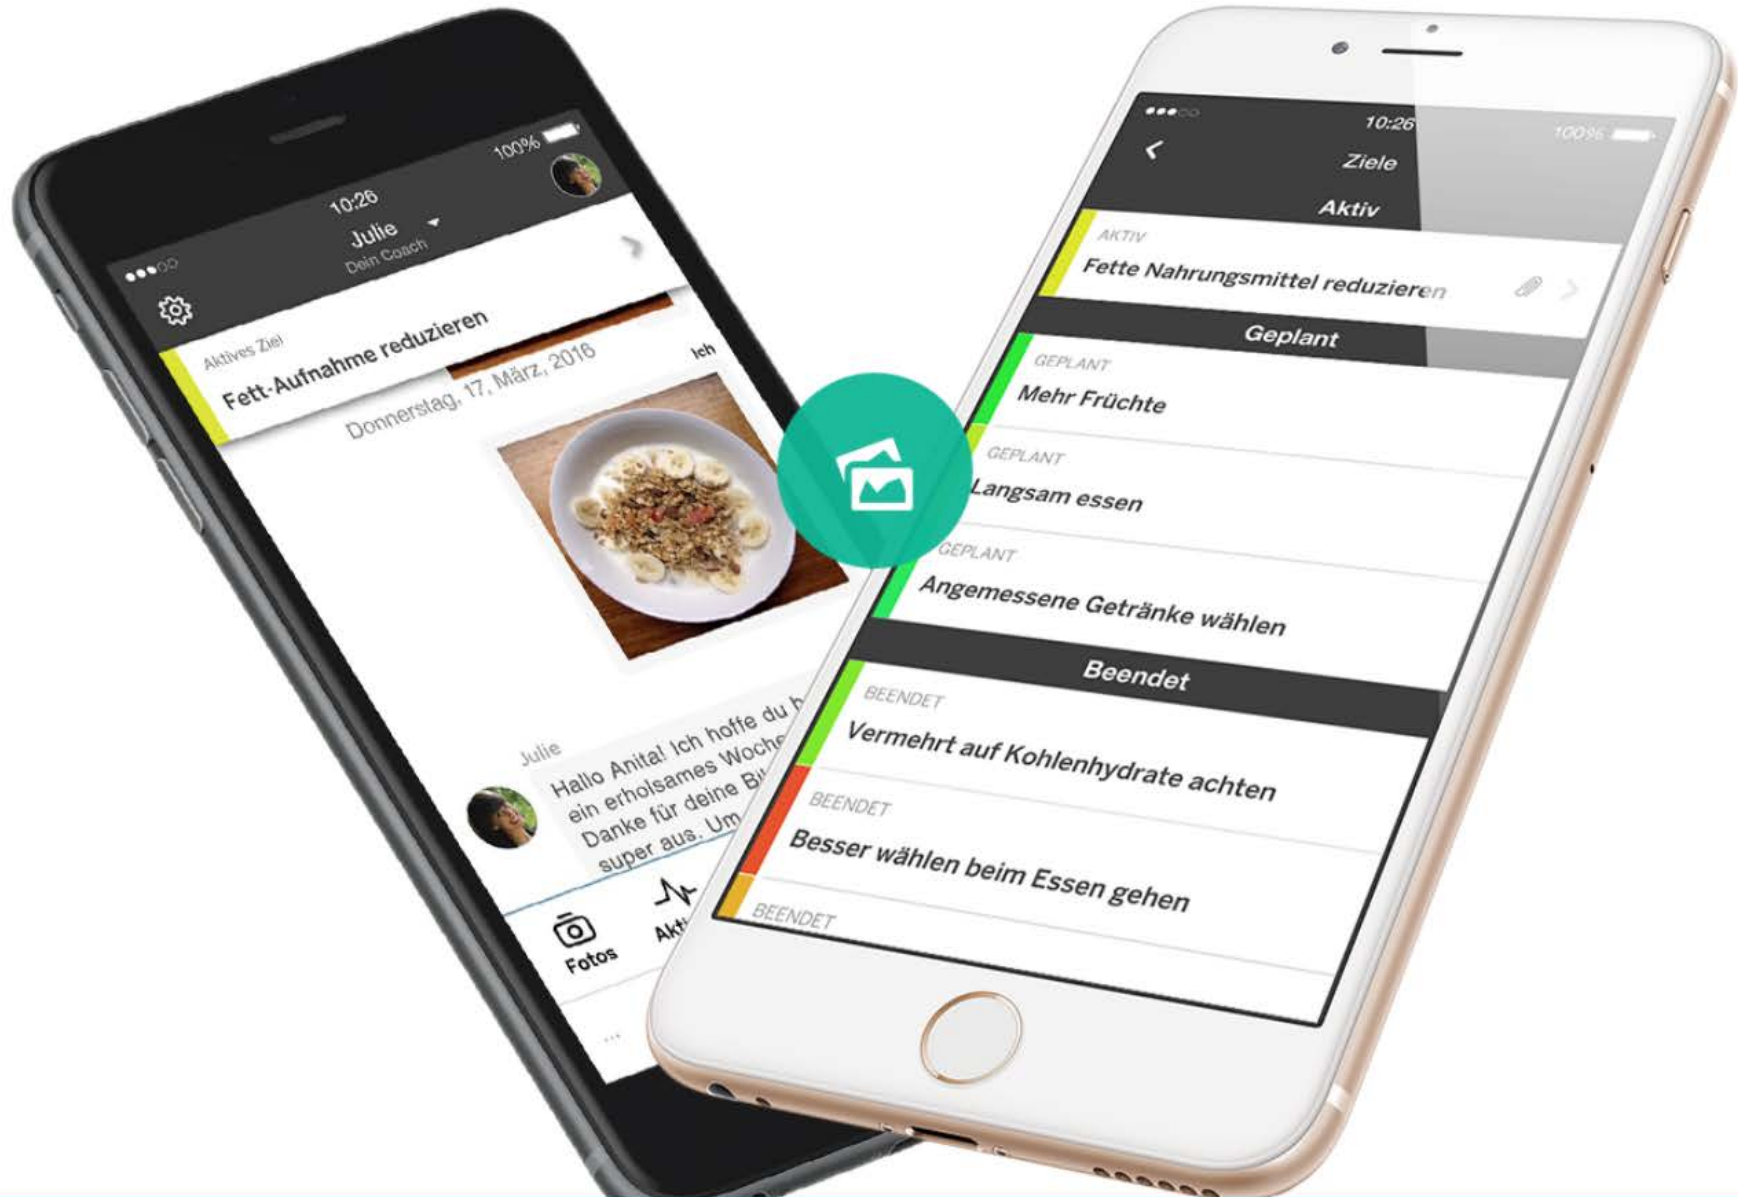 10:26
100%
Julie
Dein Coach
Aktives Ziel
Fett-Aufnahme reduzieren
Donnerstag, 17, März, 2016
Ich
Julie
Hallo Anita! Ich hoffe du
ein erholsames
Danke für deine
super aus. Um
Fotos
...
10:26
100%
Ziele
Aktiv
AKTIV
Fette Nahrungsmittel reduzieren
Geplant
GEPLANT
Mehr Früchte
GEPLANT
Langsam essen
GEPLANT
Angemessene Getränke wählen
Beendet
BEENDET
Vermehrt auf Kohlenhydrate achten
BEENDET
Besser wählen beim Essen gehen
BEENDET